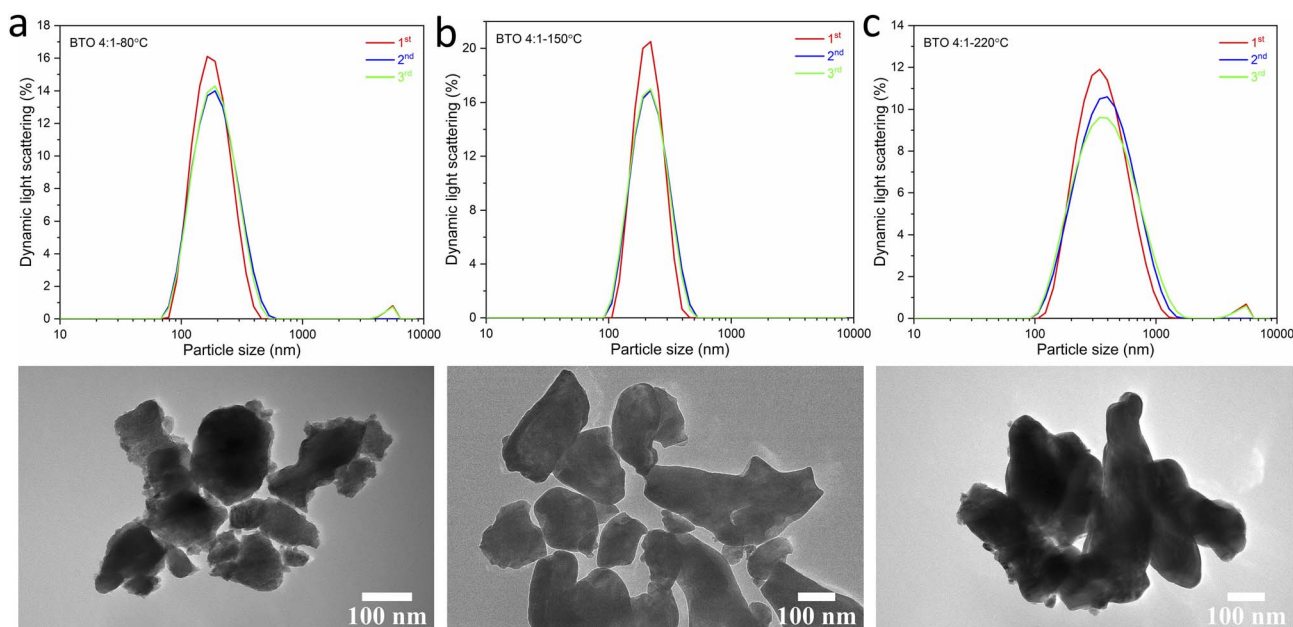 a
BTO 4:1-80°C
1st
2nd
3rd
Dynamic light scattering (%)
18
16
14
12
10
8
6
4
2
0
10
100
1000
10000
Particle size (nm)
b
BTO 4:1-150°C
1st
2nd
3rd
Dynamic light scattering (%)
20
16
12
8
4
0
10
100
1000
10000
Particle size (nm)
c
BTO 4:1-220°C
1st
2nd
3rd
Dynamic light scattering (%)
14
12
10
8
6
4
2
0
10
100
1000
10000
Particle size (nm)
100 nm
100 nm
100 nm